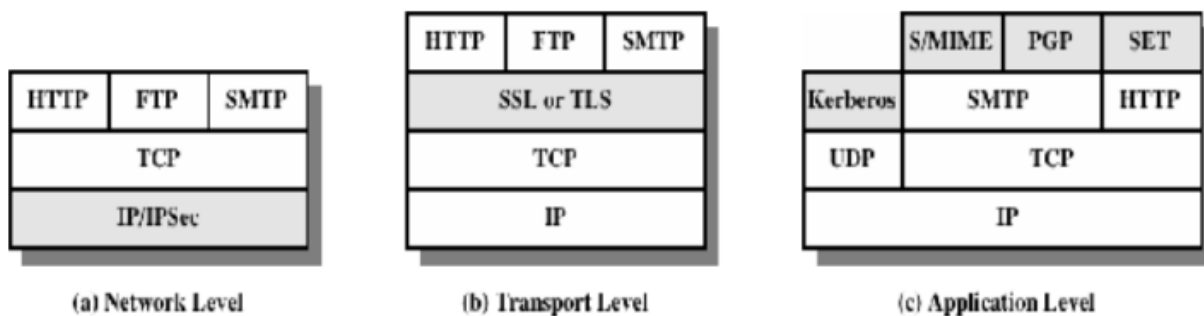 HTTP FTP SMTP
TCP
IP/IPSec
(a) Network Level
HTTP FTP SMTP
SSL or TLS
TCP
IP
(b) Transport Level
S/MIME PGP SET
Kerberos SMTP HTTP
UDP TCP
IP
(c) Application Level